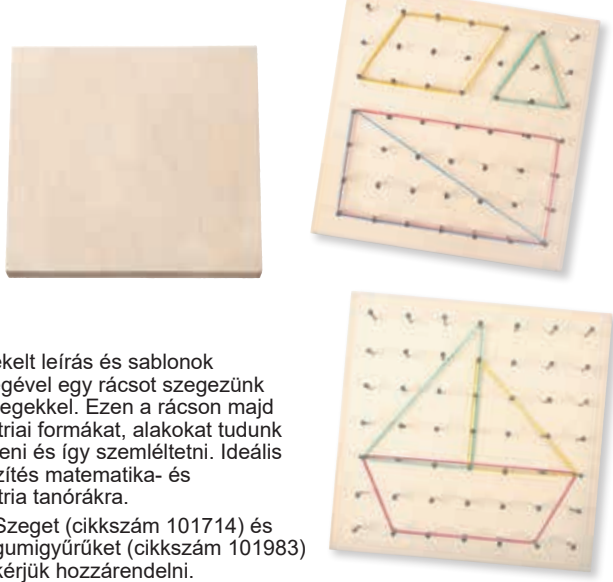 ékelt leírás és sablonok
gével egy rácsot szegezünk
egekkel. Ezen a rácson majd
triai formákat, alakokat tudunk
eni és így szemléltetni. Ideális
zítés matematika- és
tria tanórákra.
Szeget (cikkszám 101714) és
gumigyűrűket (cikkszám 101983)
kérjük hozzárendelni.